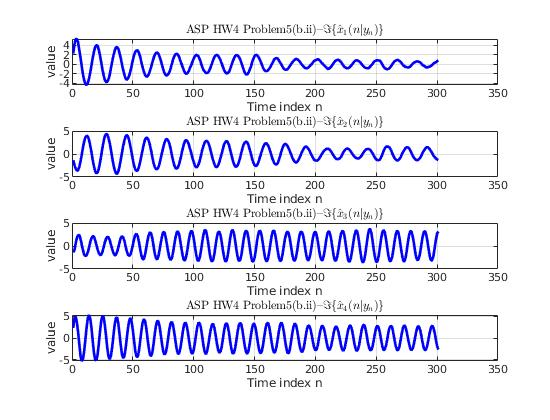 ASP HW4 Problem5(b.ii)–ℑ{x̂₁(n|yₙ)}
4
2
0
-2
-4
value
0 50 100 150 200 250 300 350
Time index n
ASP HW4 Problem5(b.ii)–ℑ{x̂₂(n|yₙ)}
5
0
-5
value
0 50 100 150 200 250 300 350
Time index n
ASP HW4 Problem5(b.ii)–ℑ{x̂₃(n|yₙ)}
5
0
-5
value
0 50 100 150 200 250 300 350
Time index n
ASP HW4 Problem5(b.ii)–ℑ{x̂₄(n|yₙ)}
5
0
-5
value
0 50 100 150 200 250 300 350
Time index n